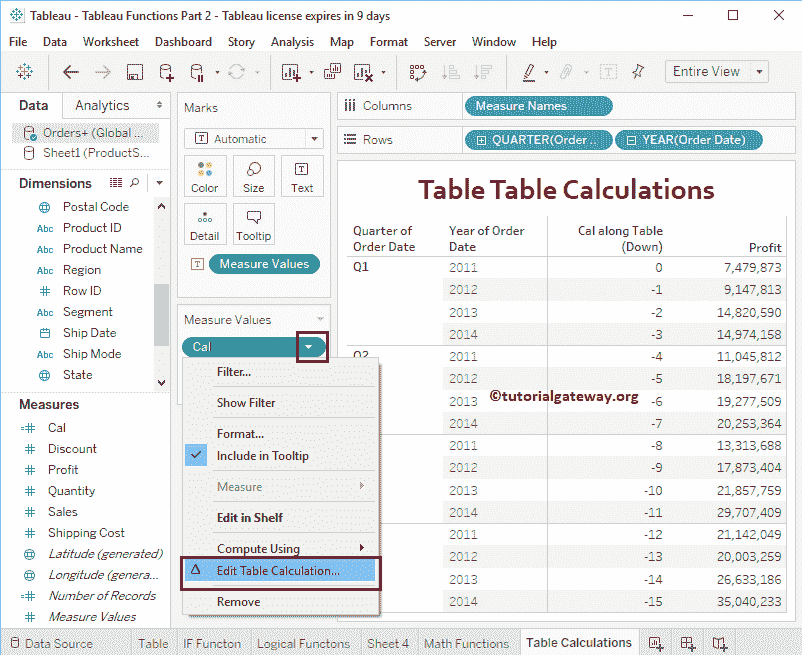 Tableau - Tableau Functions Part 2 - Tableau license expires in 9 days
File Data Worksheet Dashboard Story Analysis Map Format Server Window Help
Entire View
Data Analytics
Orders+ (Global ...
Sheet1 (ProductS...
Dimensions
Postal Code
Abc Product ID
Abc Product Name
Abc Region
Row ID
Abc Segment
Ship Date
Abc Ship Mode
State
Measures
Cal
Discount
Profit
Quantity
Sales
Shipping Cost
Latitude (generated)
Longitude (genera...
Number of Records
Measure Values
Marks
T Automatic
Color Size Text
Detail Tooltip
T Measure Values
Measure Values
Cal
Filter...
Show Filter
Format...
Include in Tooltip
Measure
Edit in Shelf
Compute Using
Edit Table Calculation...
Remove
Columns Measure Names
Rows QUARTER(Order .. YEAR(Order Date)
Table Table Calculations
Quarter of Order Date Year of Order Date Cal along Table (Down) Profit
Q1 2011 0 7,479,873
2012 -1 9,147,813
2013 -2 14,820,590
2014 -3 14,974,158
Q2 2011 -4 11,045,812
2012 -5 18,197,671
2013 -6 19,277,509
2014 -7 20,253,364
2011 -8 13,313,688
2012 -9 17,873,404
2013 -10 21,857,759
2014 -11 29,707,409
2011 -12 21,142,049
2012 -13 20,003,259
2013 -14 26,633,186
2014 -15 35,040,233
©tutorialgateway.org
Data Source Table IF Functon Logical Functons Sheet 4 Math Functions Table Calculations